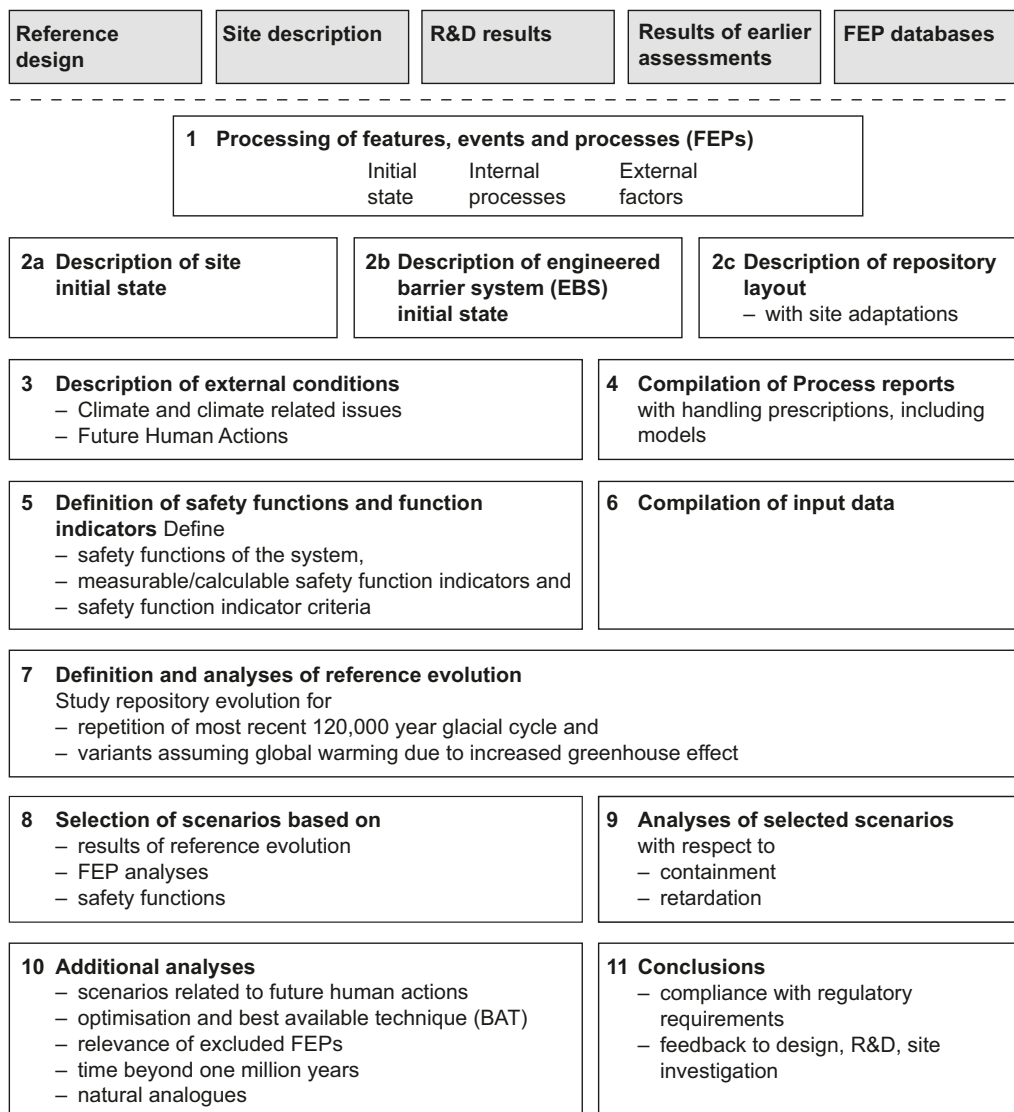 Reference
design
Site description
R&D results
Results of earlier
assessments
FEP databases
1 Processing of features, events and processes (FEPs)
Initial
state
Internal
processes
External
factors
2a Description of site
initial state
2b Description of engineered
barrier system (EBS)
initial state
2c Description of repository
layout
– with site adaptations
3 Description of external conditions
– Climate and climate related issues
– Future Human Actions
4 Compilation of Process reports
with handling prescriptions, including
models
5 Definition of safety functions and function
indicators Define
– safety functions of the system,
– measurable/calculable safety function indicators and
– safety function indicator criteria
6 Compilation of input data
7 Definition and analyses of reference evolution
Study repository evolution for
– repetition of most recent 120,000 year glacial cycle and
– variants assuming global warming due to increased greenhouse effect
8 Selection of scenarios based on
– results of reference evolution
– FEP analyses
– safety functions
9 Analyses of selected scenarios
with respect to
– containment
– retardation
10 Additional analyses
– scenarios related to future human actions
– optimisation and best available technique (BAT)
– relevance of excluded FEPs
– time beyond one million years
– natural analogues
11 Conclusions
– compliance with regulatory
requirements
– feedback to design, R&D, site
investigation